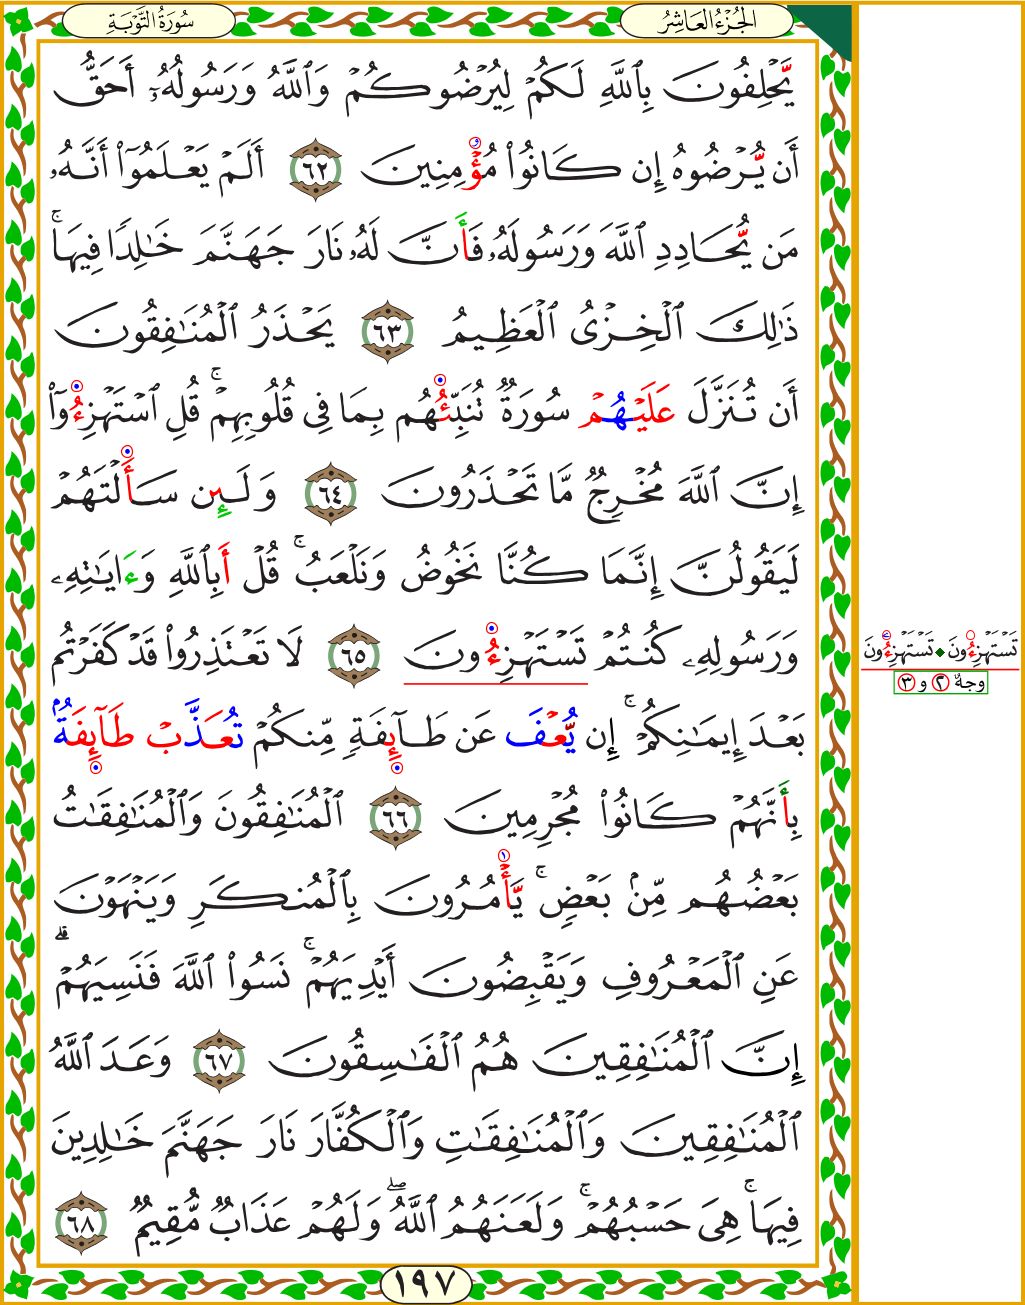 الجُزْءُ العَاشِرُ
سُورَةُ التَّوْبَةِ
يَحْلِفُونَ بِٱللَّهِ لَكُمْ لِيُرْضُوكُمْ وَٱللَّهُ وَرَسُولُهُۥٓ أَحَقُّ
أَن يُّرْضُوهُ إِن كَانُوا۟ مُؤْمِنِينَ ٦٢ أَلَمْ يَعْلَمُوٓا۟ أَنَّهُۥ
مَن يُّحَادِدِ ٱللَّهَ وَرَسُولَهُۥ فَأَنَّ لَهُۥ نَارَ جَهَنَّمَ خَٰلِدًا فِيهَا ۚ
ذَٰلِكَ ٱلْخِزْىُ ٱلْعَظِيمُ ٦٣ يَحْذَرُ ٱلْمُنَٰفِقُونَ
أَن تُنَزَّلَ عَلَيْهُمْ سُورَةٌ تُنَبِّئُهُم بِمَا فِى قُلُوبِهِمْ ۚ قُلِ ٱسْتَهْزِءُوٓا۟
إِنَّ ٱللَّهَ مُخْرِجٌ مَّا تَحْذَرُونَ ٦٤ وَلَئِن سَأَلْتَهُمْ
لَيَقُولُنَّ إِنَّمَا كُنَّا نَخُوضُ وَنَلْعَبُ ۚ قُلْ أَبِٱللَّهِ وَءَايَٰتِهِۦ
وَرَسُولِهِۦ كُنتُمْ تَسْتَهْزِءُونَ ٦٥ لَا تَعْتَذِرُوا۟ قَدْ كَفَرْتُم
بَعْدَ إِيمَٰنِكُمْ ۚ إِن يُّعْفَ عَن طَآئِفَةٍ مِّنكُمْ تُعَذَّبْ طَآئِفَةٌۢ
بِأَنَّهُمْ كَانُوا۟ مُجْرِمِينَ ٦٦ ٱلْمُنَٰفِقُونَ وَٱلْمُنَٰفِقَٰتُ
بَعْضُهُم مِّنۢ بَعْضٍ ۚ يَّأْمُرُونَ بِٱلْمُنكَرِ وَيَنْهَوْنَ
عَنِ ٱلْمَعْرُوفِ وَيَقْبِضُونَ أَيْدِيَهُمْ ۚ نَسُوا۟ ٱللَّهَ فَنَسِيَهُمْ ۗ
إِنَّ ٱلْمُنَٰفِقِينَ هُمُ ٱلْفَٰسِقُونَ ٦٧ وَعَدَ ٱللَّهُ
ٱلْمُنَٰفِقِينَ وَٱلْمُنَٰفِقَٰتِ وَٱلْكُفَّارَ نَارَ جَهَنَّمَ خَٰلِدِينَ
فِيهَا ۚ هِىَ حَسْبُهُمْ ۚ وَلَعَنَهُمُ ٱللَّهُ ۖ وَلَهُمْ عَذَابٌ مُّقِيمٌ ٦٨
١٩٧
تَسْتَهْزِءُونَ ۰ تَسْتَهْزِءُونَ
وجهٌ ٢ و ٣